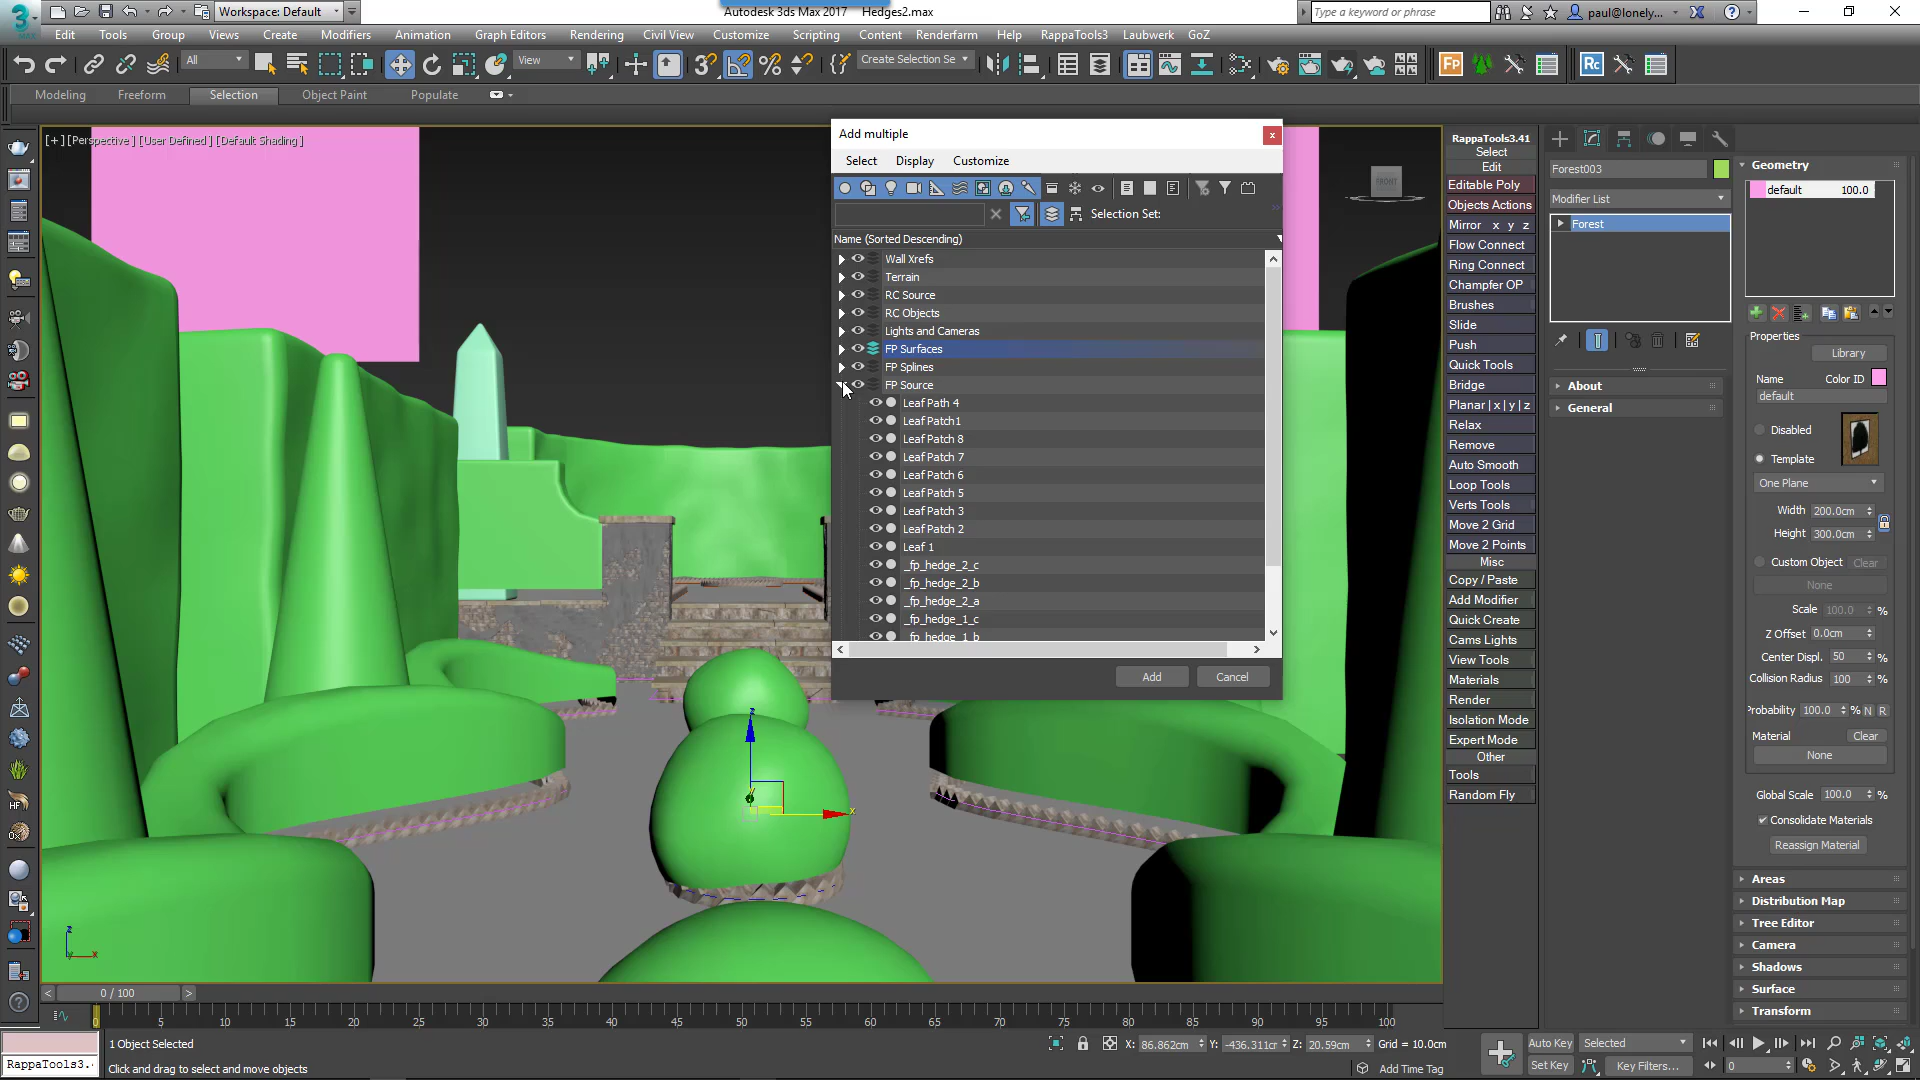 3 Workspace: Default Autodesk 3ds Max 2017 Hedges2.max Type a keyword or phrase paul@lonely...
MAX Edit Tools Group Views Create Modifiers Animation Graph Editors Rendering Civil View Customize Scripting Content Renderfarm Help RappaTools3 Laubwerk GoZ
All View Create Selection Se Fp Rc
Modeling Freeform Selection Object Paint Populate
[+] [Perspective ] [User Defined ] [Default Shading ]
FRONT
Add multiple
Select Display Customize
Selection Set:
Name (Sorted Descending)
Wall Xrefs
Terrain
RC Source
RC Objects
Lights and Cameras
FP Surfaces
FP Splines
FP Source
Leaf Path 4
Leaf Patch1
Leaf Patch 8
Leaf Patch 7
Leaf Patch 6
Leaf Patch 5
Leaf Patch 3
Leaf Patch 2
Leaf 1
_fp_hedge_2_c
_fp_hedge_2_b
_fp_hedge_2_a
_fp_hedge_1_c
_fp_hedge_1_b
Add Cancel
RappaTools3.41
Select
Edit
Editable Poly
Objects Actions
Mirror x y z
Flow Connect
Ring Connect
Champfer OP
Brushes
Slide
Push
Quick Tools
Bridge
Planar | x | y | z
Relax
Remove
Auto Smooth
Loop Tools
Verts Tools
Move 2 Grid
Move 2 Points
Misc
Copy / Paste
Add Modifier
Quick Create
Cams Lights
View Tools
Materials
Render
Isolation Mode
Expert Mode
Other
Tools
Random Fly
Forest003
Modifier List
Forest
About
General
Geometry
default 100.0
Properties
Library
Name Color ID
default
Disabled
Template
One Plane
Width 200.0cm
Height 300.0cm
Custom Object Clear
None
Scale 100.0 %
Z Offset 0.0cm
Center Displ. 50 %
Collision Radius 100 %
Probability 100.0 % N R
Material Clear
None
Global Scale 100.0 %
Consolidate Materials
Reassign Material
Areas
Distribution Map
Tree Editor
Camera
Shadows
Surface
Transform
HF
z x y
z x
< 0 / 100 >
0 5 10 15 20 25 30 35 40 45 50 55 60 65 70 75 80 85 90 95 100
1 Object Selected X: 86.862cm Y: -436.311cr Z: 20.59cm Grid = 10.0cm Auto Key Selected
RappaTools3. Click and drag to select and move objects Add Time Tag Set Key Key Filters... 0